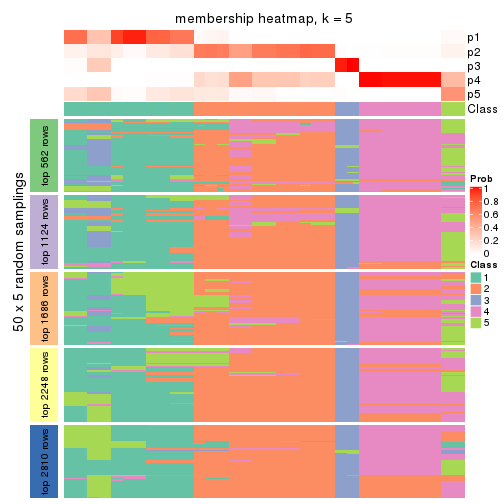 membership heatmap, k = 5
p1
p2
p3
p4
p5
Class
50 x 5 random samplings
top 562 rows
top 1124 rows
top 1686 rows
top 2248 rows
top 2810 rows
Prob
1
0.8
0.6
0.4
0.2
0
Class
1
2
3
4
5